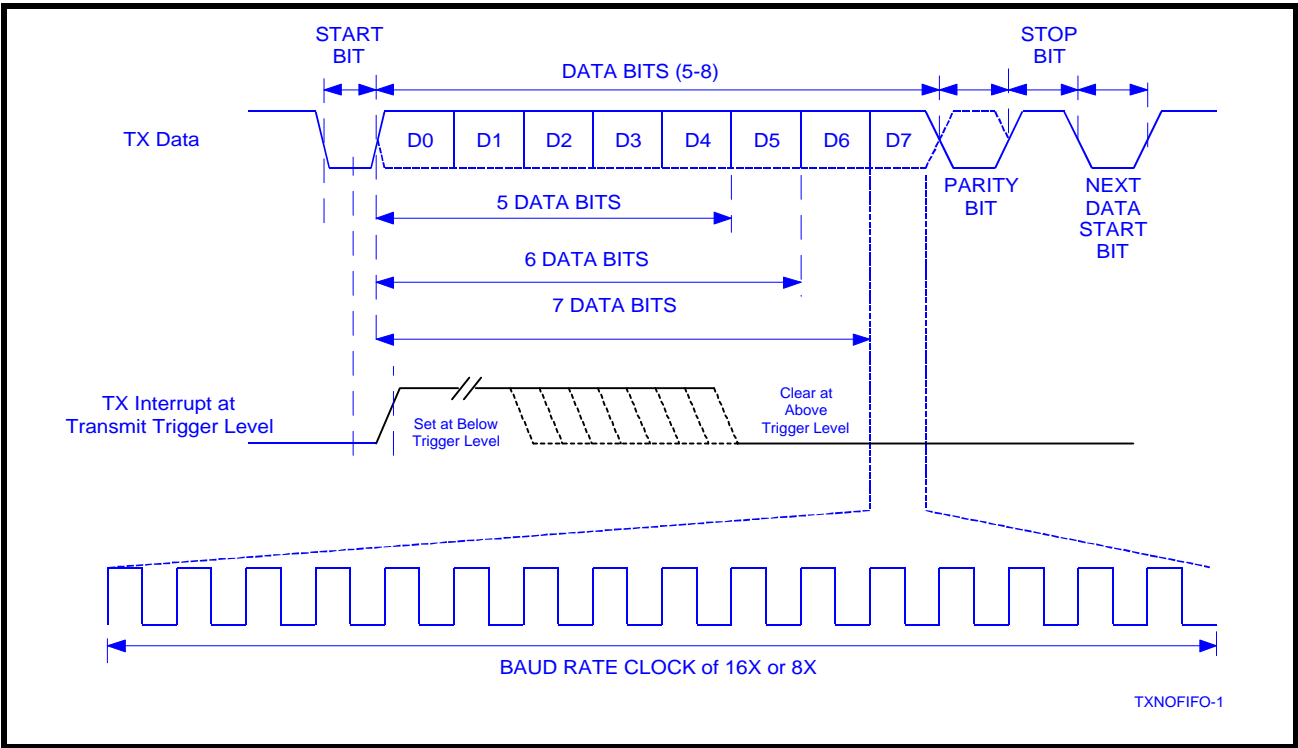 START
BIT
STOP
BIT
DATA BITS (5-8)
TX Data
D0
D1
D2
D3
D4
D5
D6
D7
PARITY
BIT
NEXT
DATA
START
BIT
5 DATA BITS
6 DATA BITS
7 DATA BITS
TX Interrupt at
Transmit Trigger Level
Set at Below
Trigger Level
Clear at
Above
Trigger Level
BAUD RATE CLOCK of 16X or 8X
TXNOFIFO-1